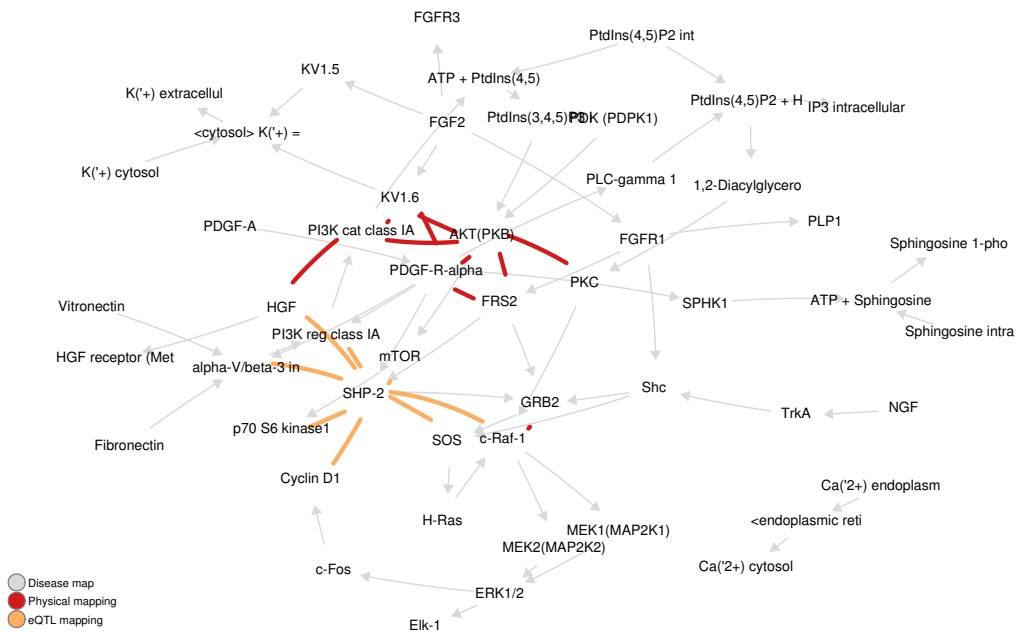 FGFR3
PtdIns(4,5)P2 int
KV1.5
ATP + PtdIns(4,5)
K('+) extracellul
PtdIns(4,5)P2 + H
IP3 intracellular
PtdIns(3,4,5)P3
PDK (PDPK1)
FGF2
<cytosol> K('+) =
K('+) cytosol
PLC-gamma 1
1,2-Diacylglycero
KV1.6
PLP1
PDGF-A
PI3K cat class IA
AKT(PKB)
FGFR1
Sphingosine 1-pho
PDGF-R-alpha
PKC
FRS2
SPHK1
ATP + Sphingosine
Vitronectin
HGF
Sphingosine intra
PI3K reg class IA
HGF receptor (Met
alpha-V/beta-3 in
mTOR
SHP-2
Shc
GRB2
TrkA
NGF
p70 S6 kinase1
Fibronectin
SOS
c-Raf-1
Cyclin D1
Ca('2+) endoplasm
H-Ras
<endoplasmic reti
MEK1(MAP2K1)
MEK2(MAP2K2)
Ca('2+) cytosol
c-Fos
Disease map
ERK1/2
Physical mapping
eQTL mapping
Elk-1